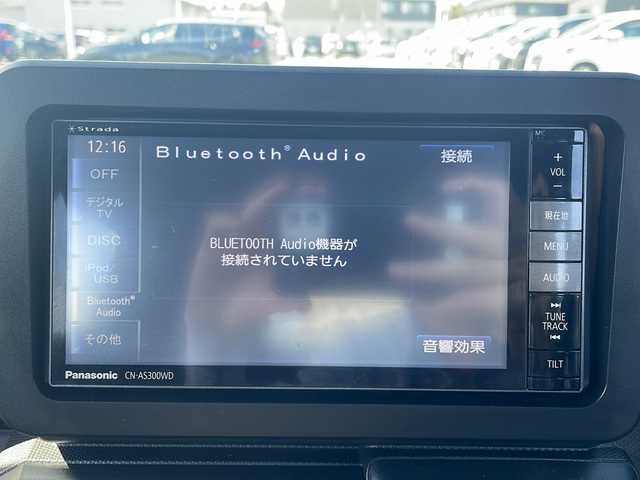 Strada
12:16
Bluetooth® Audio
接続
OFF
デジタル
TV
DISC
iPod
USB
Bluetooth®
Audio
その他
BLUETOOTH Audio機器が
接続されていません
音響効果
VOL
現在地
MENU
AUDIO
TUNE
TRACK
TILT
Panasonic CN-AS300WD